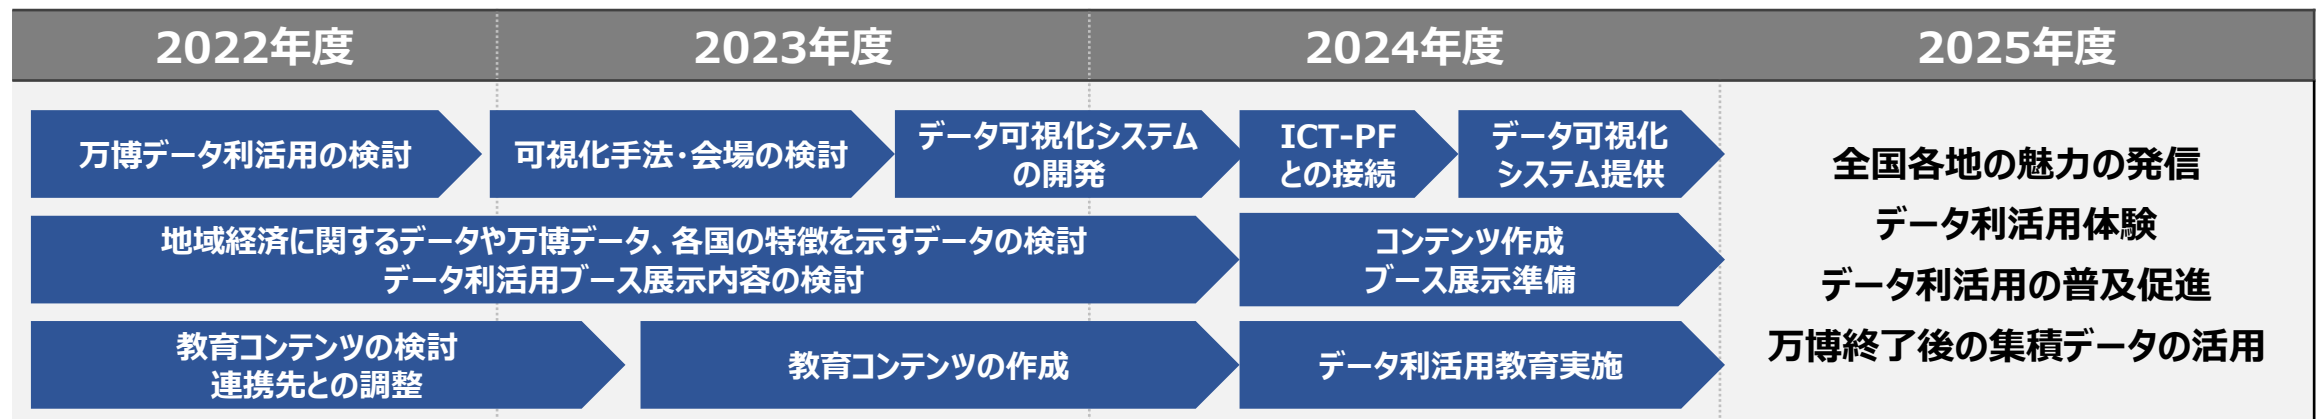 2022年度
2023年度
2024年度
2025年度
万博データ利活用の検討
可視化手法・会場の検討
データ可視化システム
の開発
ICT-PF
との接続
データ可視化
システム提供
地域経済に関するデータや万博データ、各国の特徴を示すデータの検討
データ利活用ブース展示内容の検討
コンテンツ作成
ブース展示準備
教育コンテンツの検討
連携先との調整
教育コンテンツの作成
データ利活用教育実施
全国各地の魅力の発信
データ利活用体験
データ利活用の普及促進
万博終了後の集積データの活用